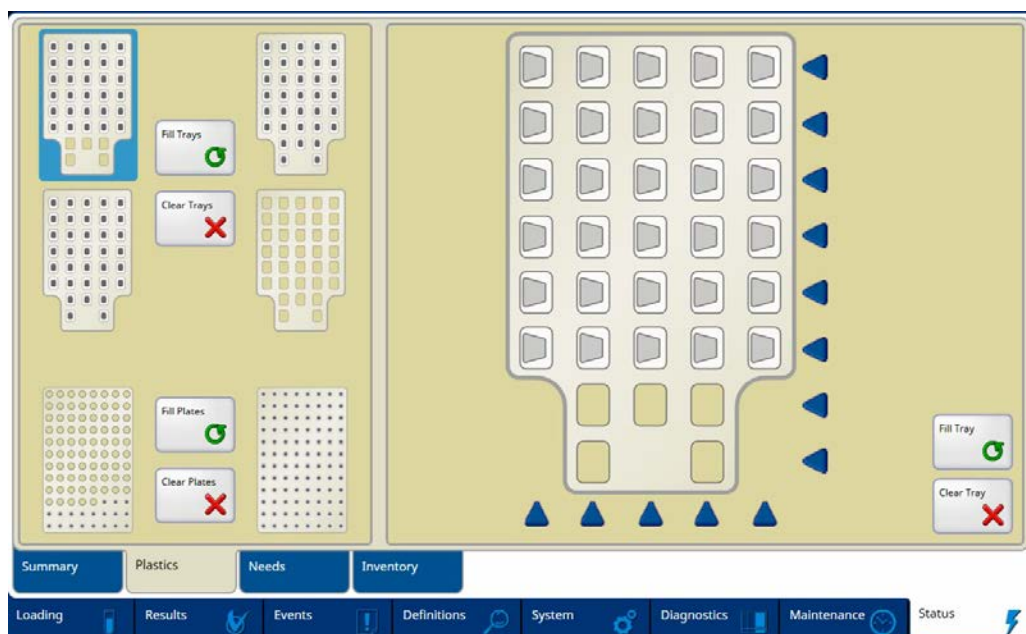 Fill Trays
Clear Trays
Fill Plates
Clear Plates
Fill Tray
Clear Tray
Summary
Plastics
Needs
Inventory
Loading
Results
Events
Definitions
System
Diagnostics
Maintenance
Status